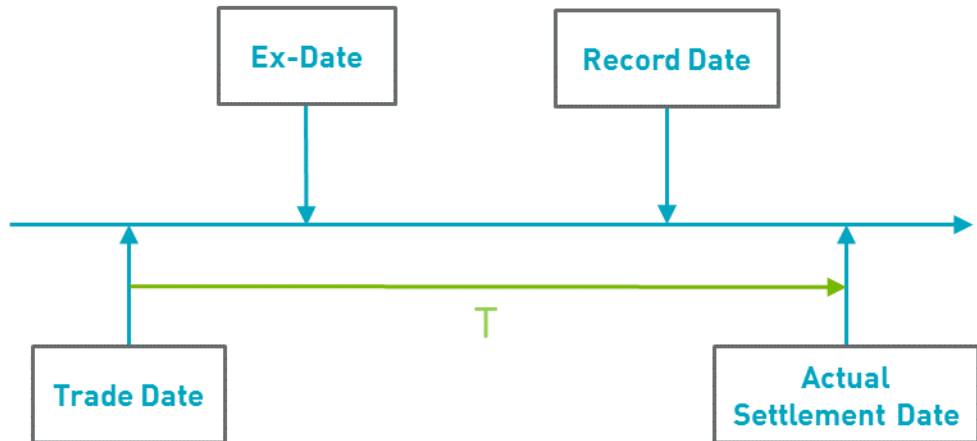 Ex-Date
Record Date
T
Trade Date
Actual
Settlement Date